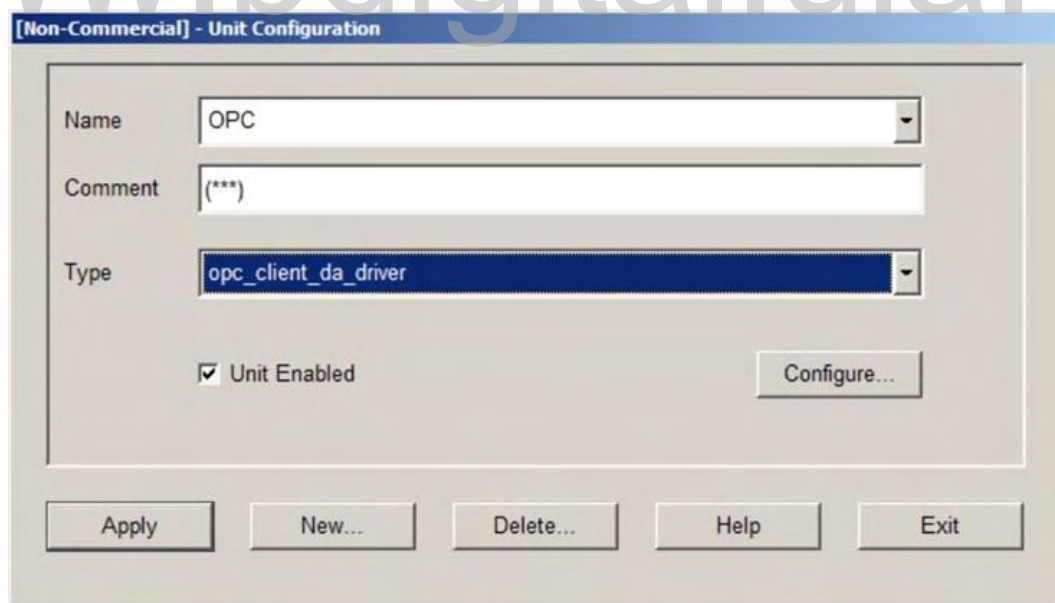 [Non-Commercial] - Unit Configuration
Name OPC
Comment (***)
Type opc_client_da_driver
Unit Enabled Configure...
Apply New... Delete... Help Exit